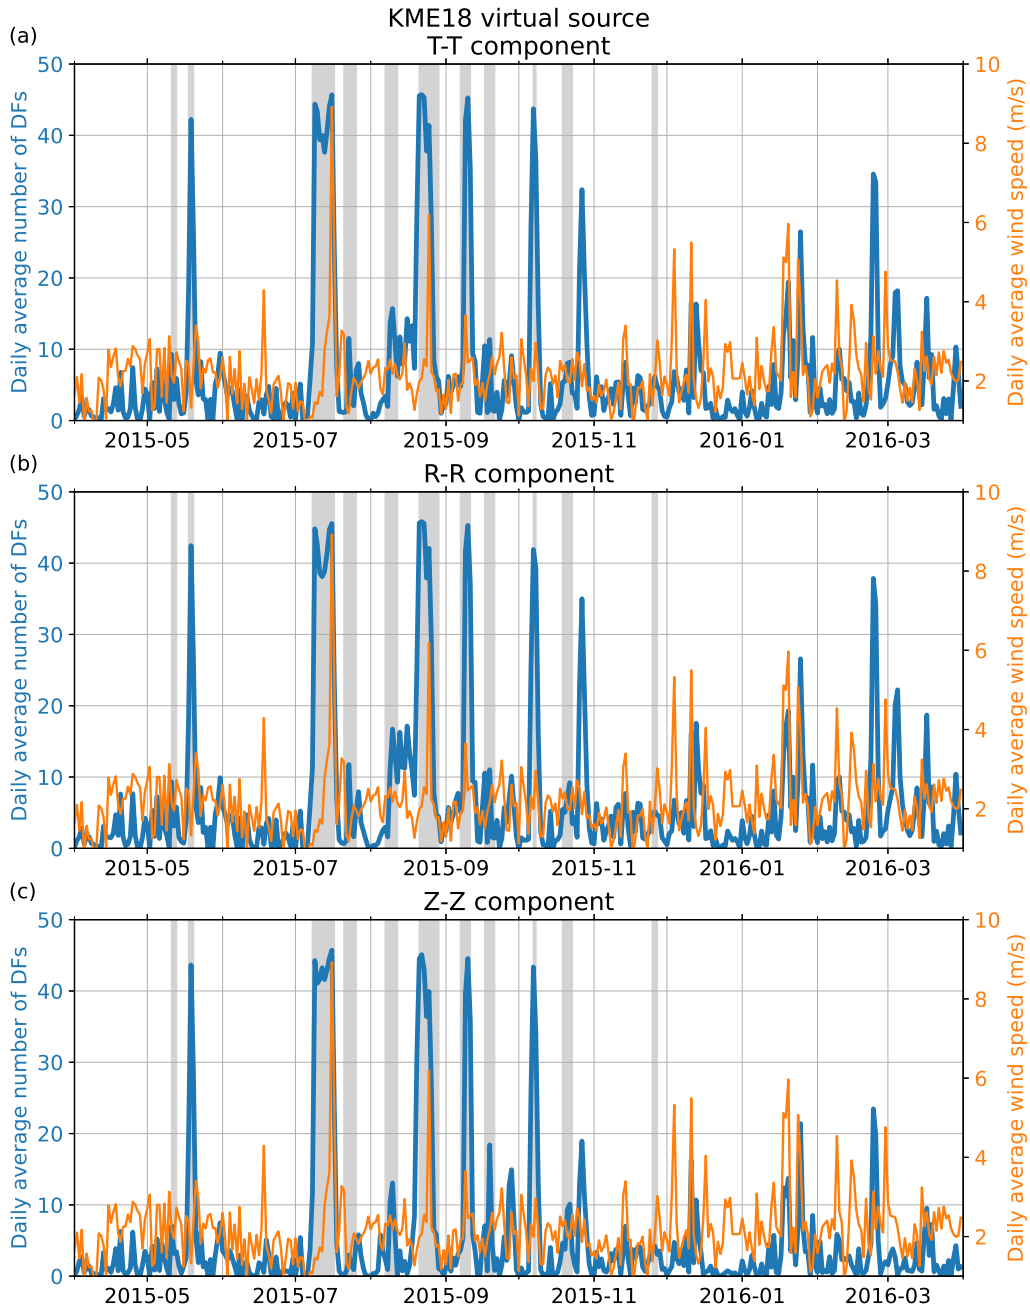 KME18 virtual source
(a)
T-T component
Daily average number of DFs
50
40
30
20
10
0
10
8
6
4
2
Daily average wind speed (m/s)
2015-05 2015-07 2015-09 2015-11 2016-01 2016-03
(b)
R-R component
Daily average number of DFs
50
40
30
20
10
0
10
8
6
4
2
Daily average wind speed (m/s)
2015-05 2015-07 2015-09 2015-11 2016-01 2016-03
(c)
Z-Z component
Daily average number of DFs
50
40
30
20
10
0
10
8
6
4
2
Daily average wind speed (m/s)
2015-05 2015-07 2015-09 2015-11 2016-01 2016-03